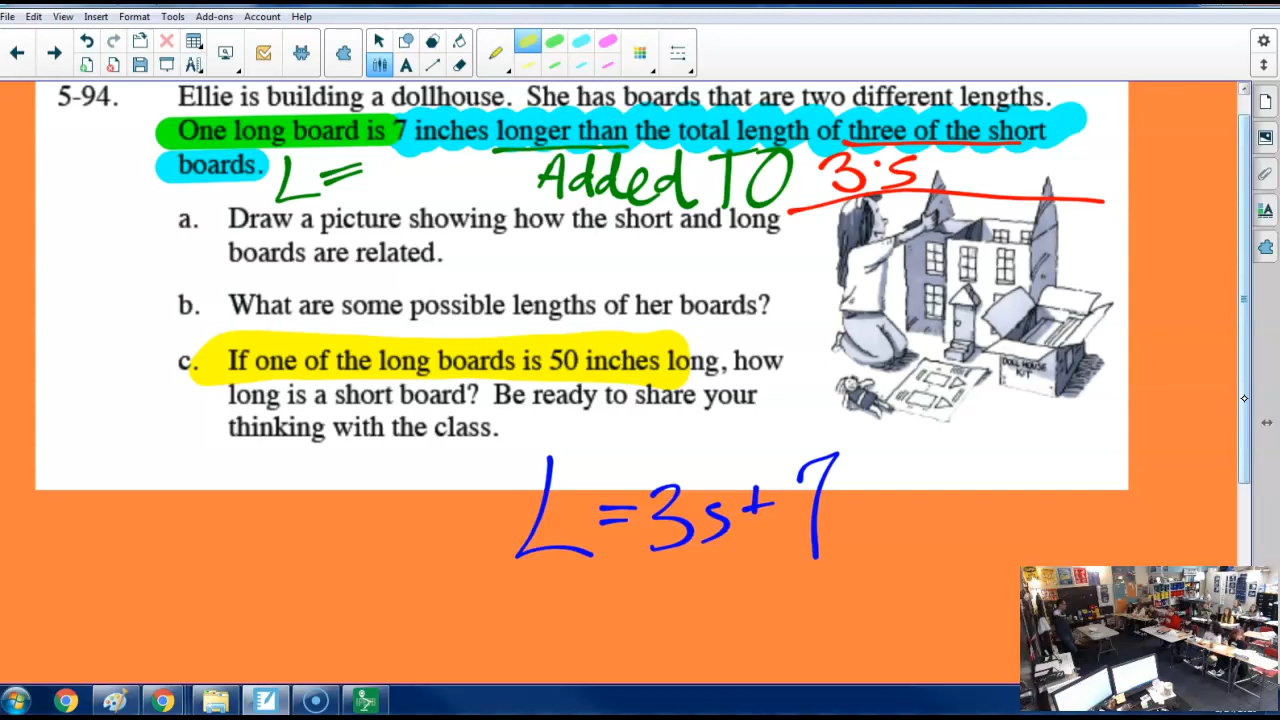 File Edit View Insert Format Tools Add-ons Account Help
5-94. Ellie is building a dollhouse. She has boards that are two different lengths.
One long board is 7 inches longer than the total length of three of the short
boards.
L= Added TO 3·s
a. Draw a picture showing how the short and long
boards are related.
b. What are some possible lengths of her boards?
c. If one of the long boards is 50 inches long, how
long is a short board? Be ready to share your
thinking with the class.
DOLL HOUSE
KIT
L = 3s + 7